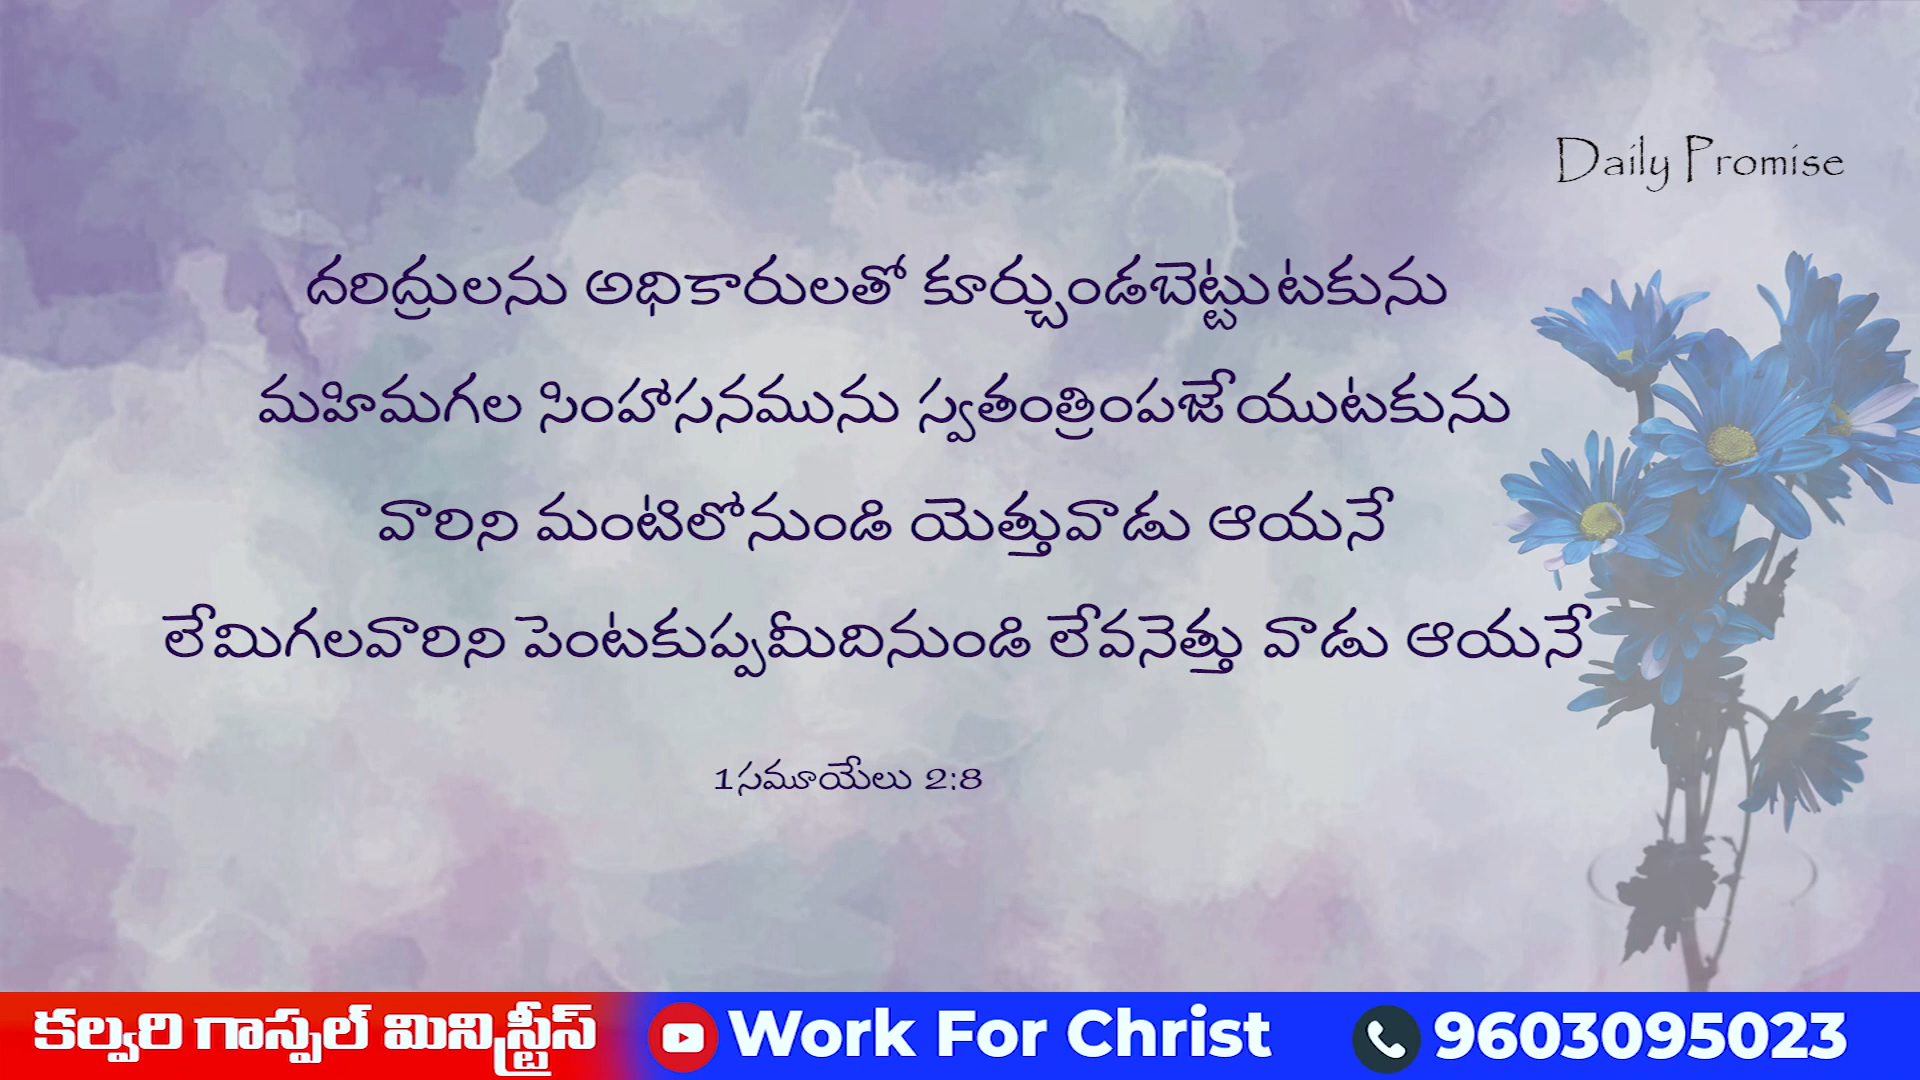 Daily Promise
దరిద్రులను అధికారులతో కూర్చుండబెట్టుటకును
మహిమగల సింహాసనమును స్వతంత్రింపజేయుటకును
వారిని మంటిలోనుండి యెత్తువాడు ఆయనే
లేమిగలవారిని పెంటకుప్పమీదినుండి లేవనెత్తు వాడు ఆయనే
1సమూయేలు 2:8
కల్వరి గాస్పల్ మినిస్ట్రీస్ Work For Christ 9603095023